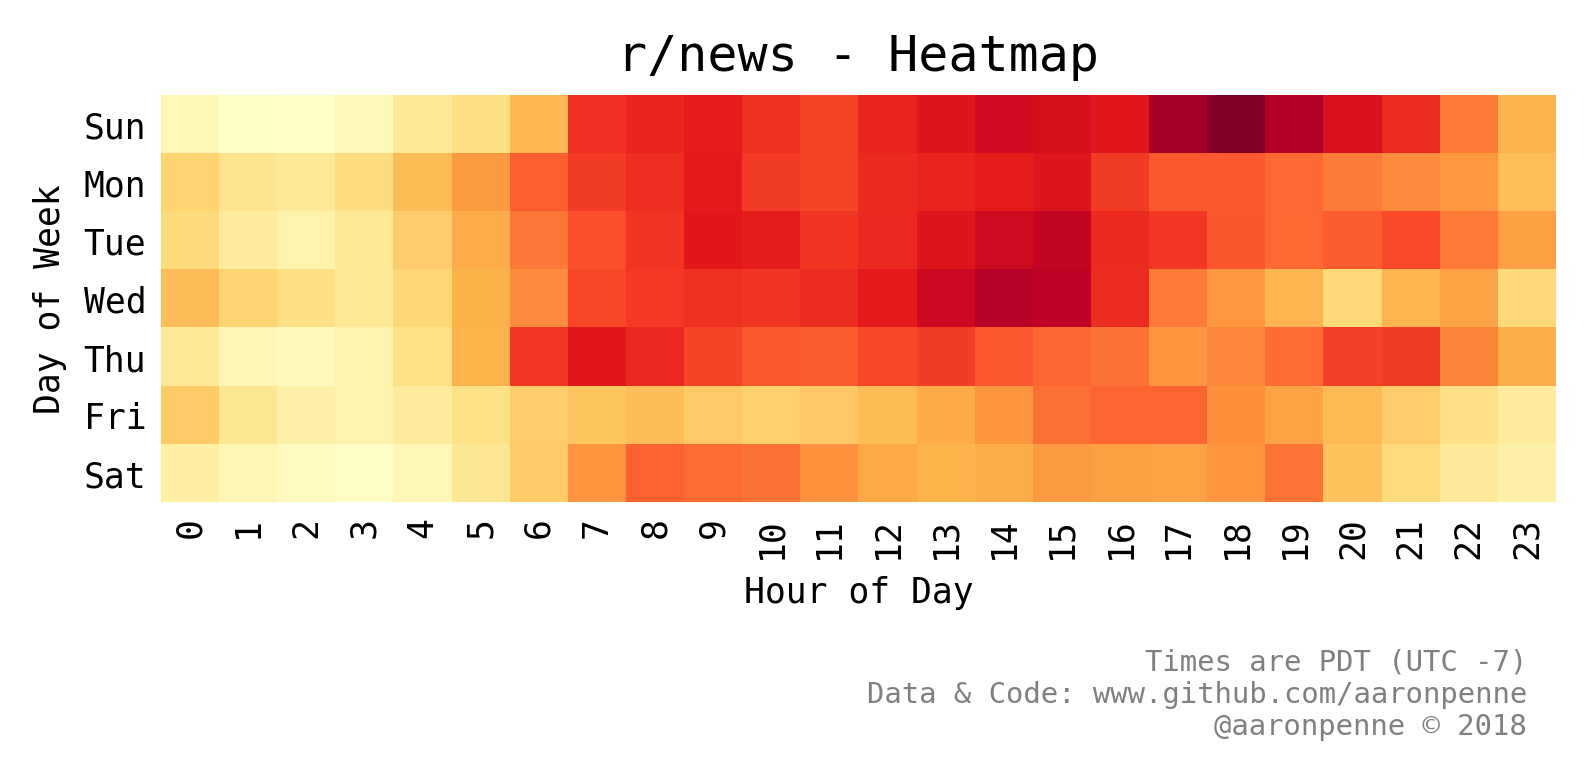 r/news - Heatmap
Day of Week
Sun
Mon
Tue
Wed
Thu
Fri
Sat
0 1 2 3 4 5 6 7 8 9 10 11 12 13 14 15 16 17 18 19 20 21 22 23
Hour of Day
Times are PDT (UTC -7)
Data & Code: www.github.com/aaronpenne
@aaronpenne © 2018